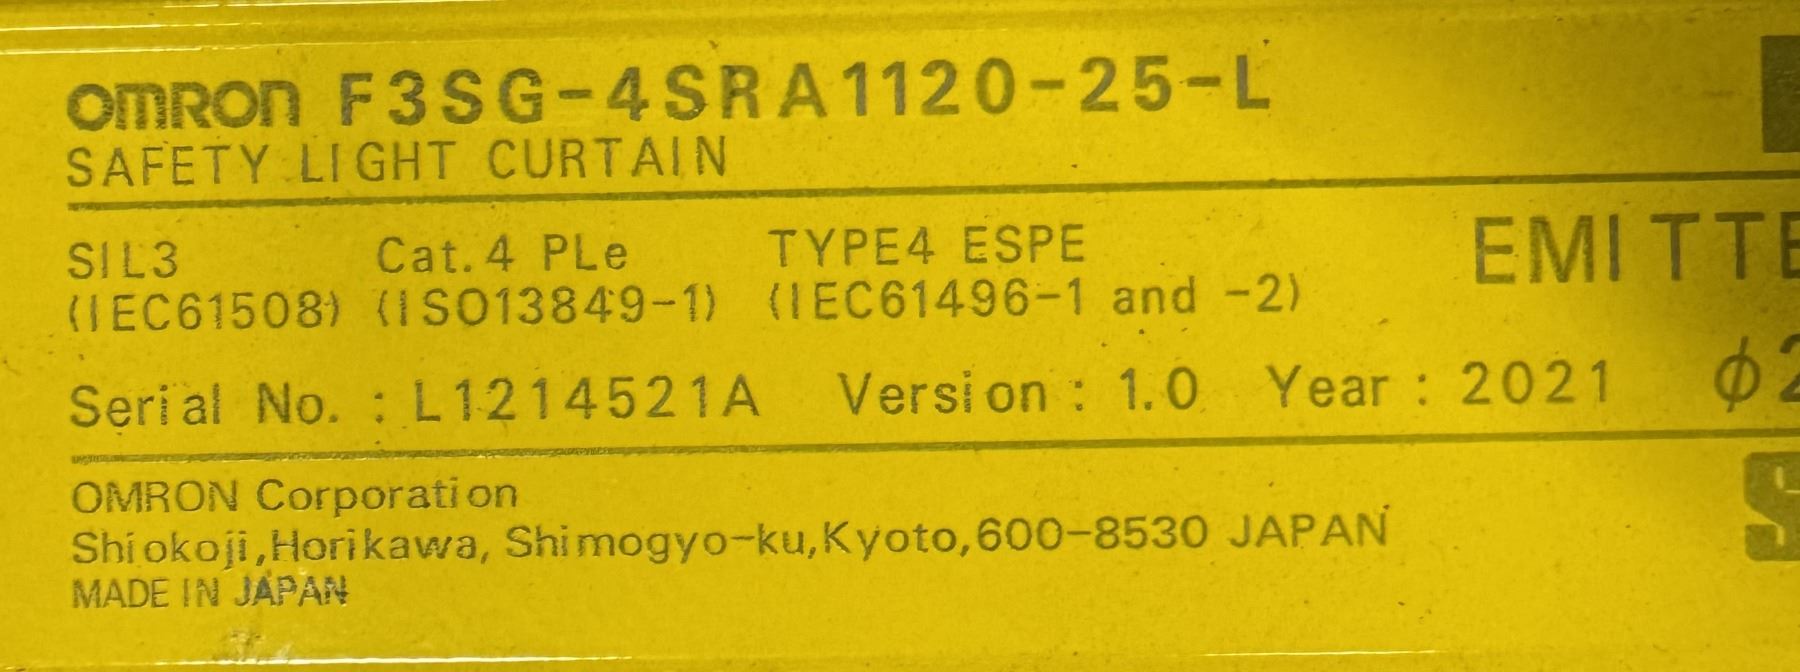 OMRON F3SG-4SRA1120-25-L
SAFETY LIGHT CURTAIN
SIL3 Cat.4 PLe TYPE4 ESPE
(IEC61508) (ISO13849-1) (IEC61496-1 and -2)
EMITTE
Serial No. : L1214521A Version : 1.0 Year : 2021 ϕ2
OMRON Corporation
Shiokoji,Horikawa, Shimogyo-ku,Kyoto,600-8530 JAPAN
MADE IN JAPAN